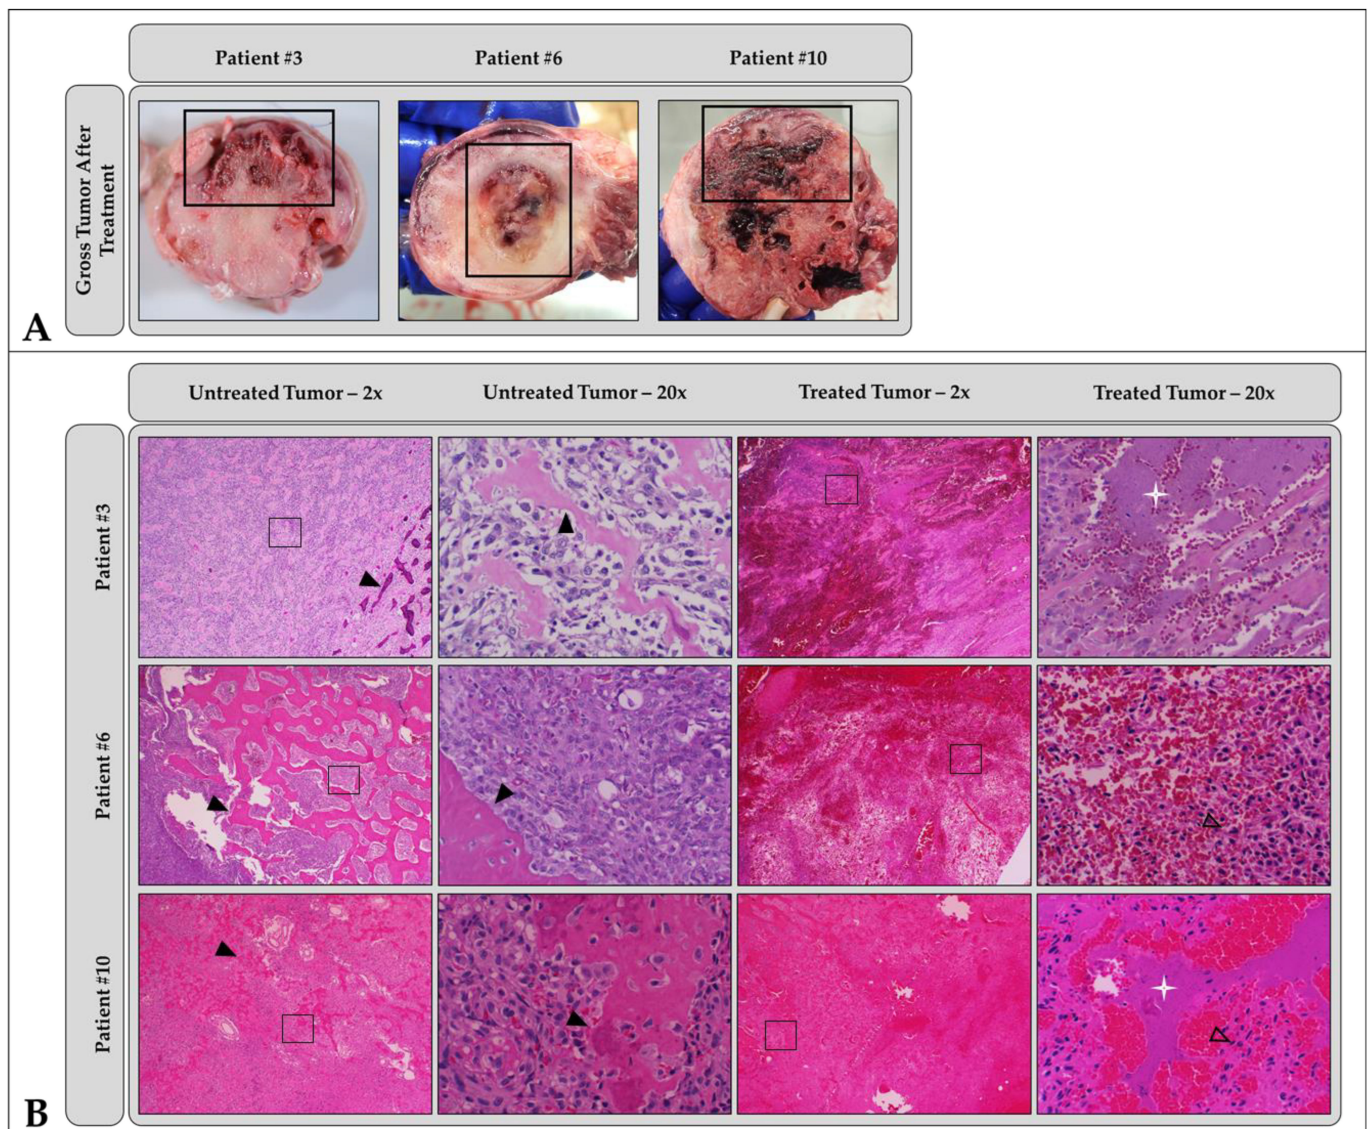 Patient #3
Patient #6
Patient #10
Gross Tumor After
Treatment
A
Untreated Tumor – 2x
Untreated Tumor – 20x
Treated Tumor – 2x
Treated Tumor – 20x
Patient #3
Patient #6
Patient #10
B